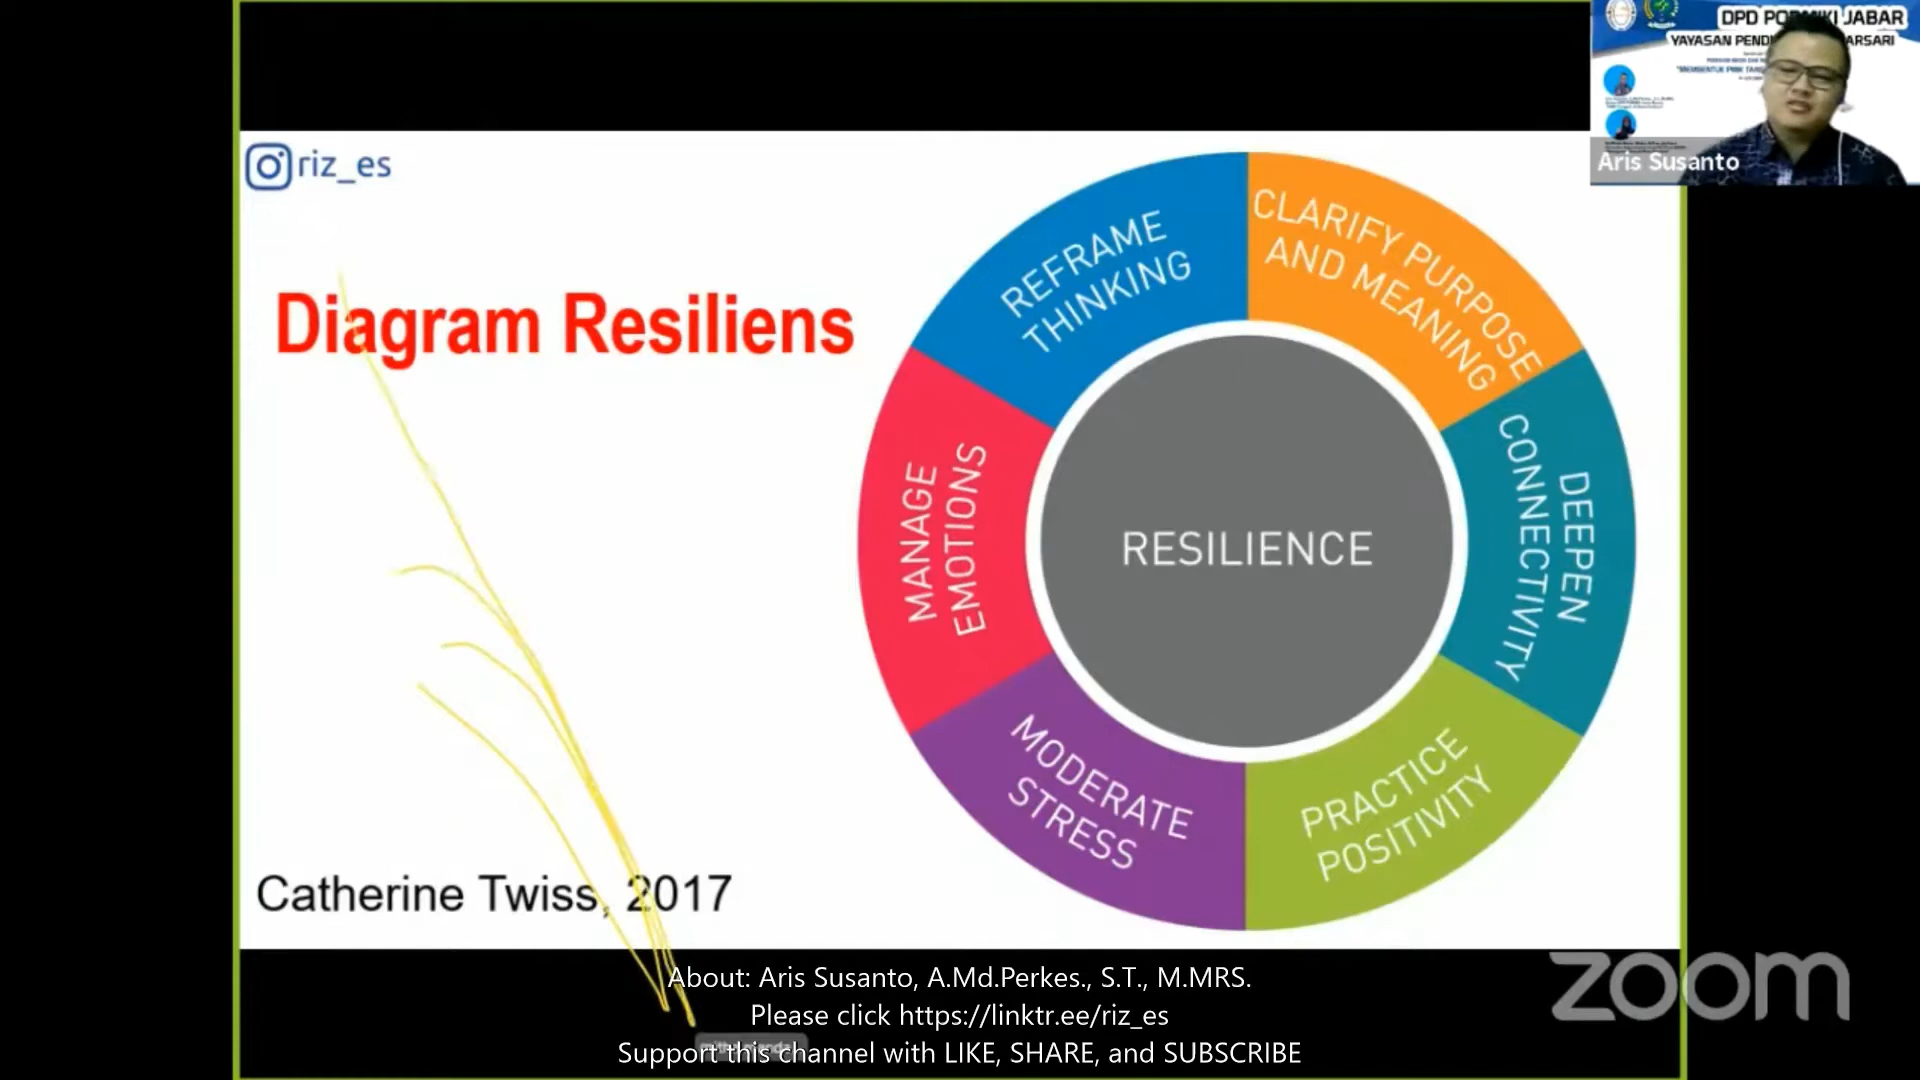 riz_es
Diagram Resiliens
REFRAME
THINKING
CLARIFY PURPOSE
AND MEANING
DEEPEN
CONNECTIVITY
PRACTICE
POSITIVITY
MODERATE
STRESS
MANAGE
EMOTIONS
RESILIENCE
Catherine Twiss, 2017
DPD JABAR
YAYASAN
Aris Susanto
zoom
About: Aris Susanto, A.Md.Perkes., S.T., M.MRS.
Please click https://linktr.ee/riz_es
Support this channel with LIKE, SHARE, and SUBSCRIBE